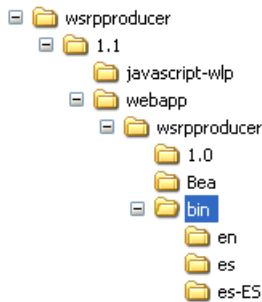 wsrpproducer
1.1
javascript-wlp
webapp
wsrpproducer
1.0
Bea
bin
en
es
es-ES